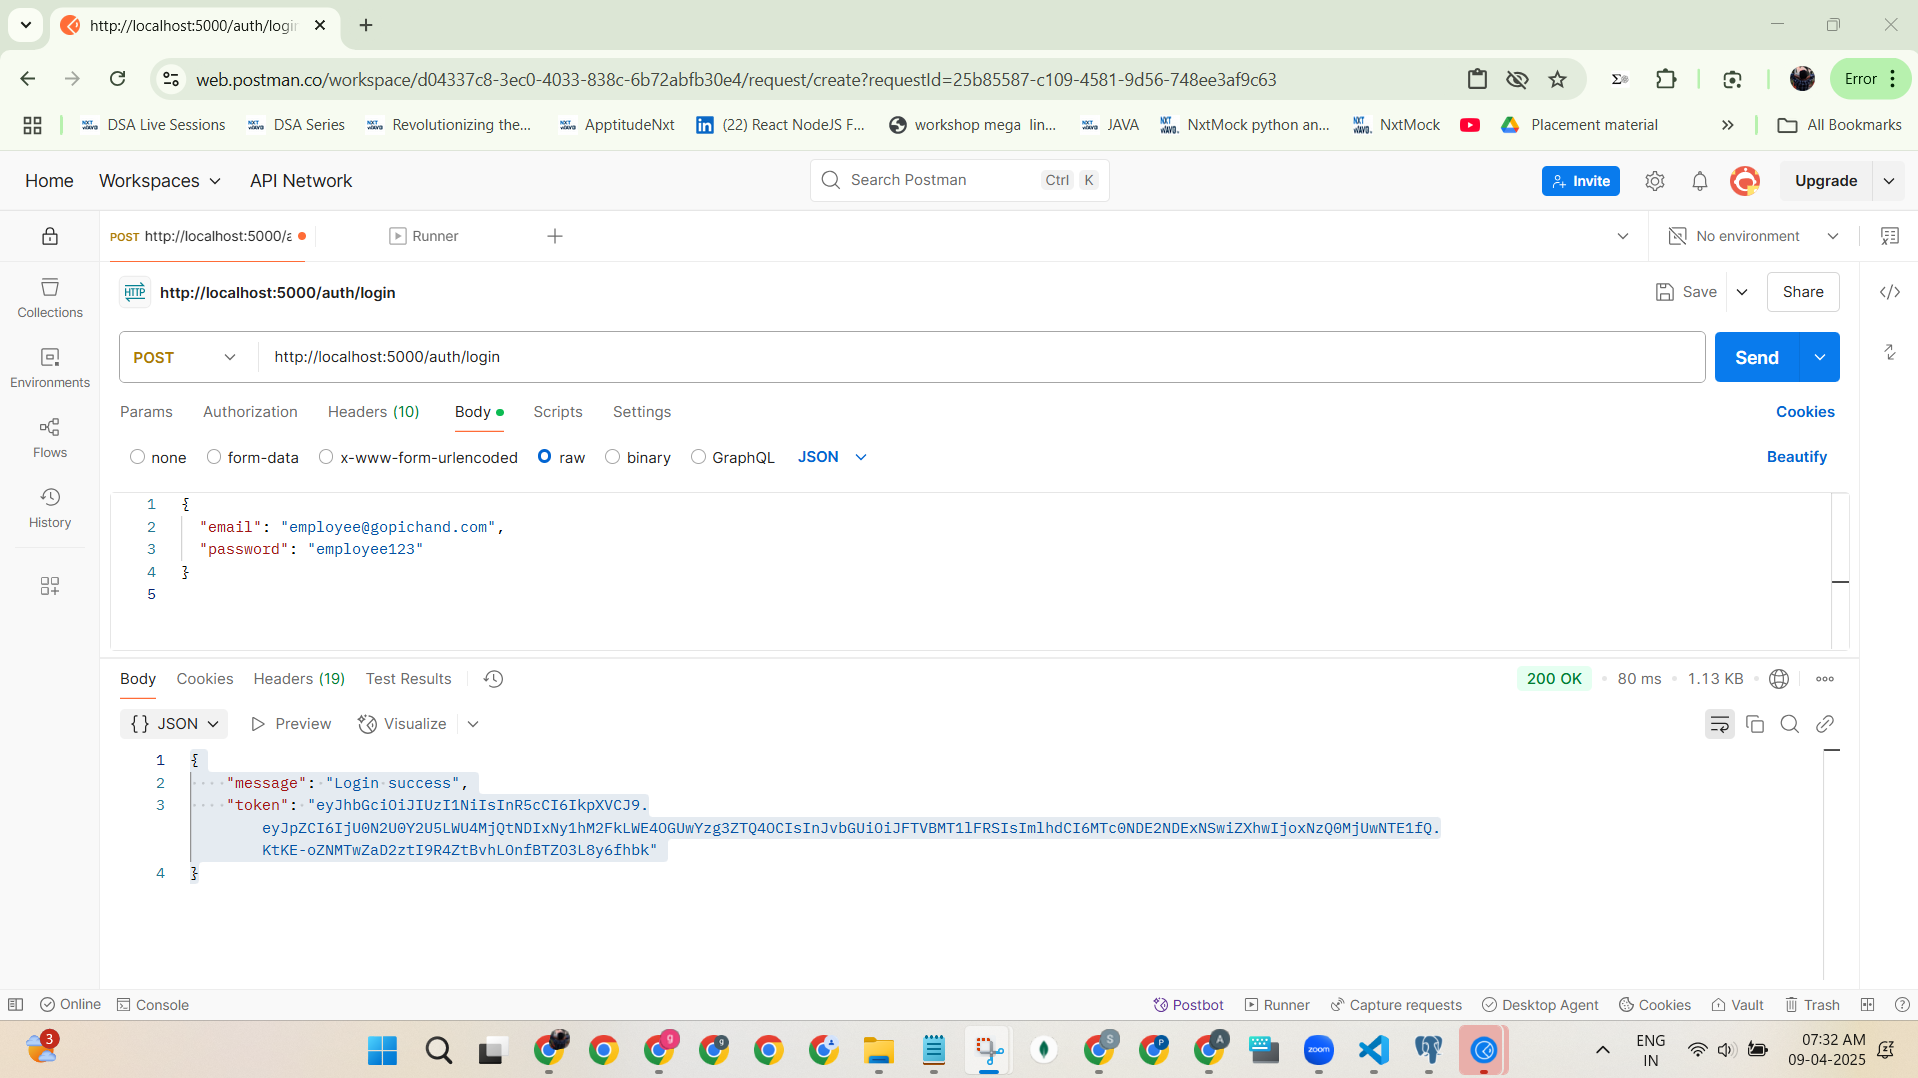 http://localhost:5000/auth/login
web.postman.co/workspace/d04337c8-3ec0-4033-838c-6b72abfb30e4/request/create?requestId=25b85587-c109-4581-9d56-748ee3af9c63
Error
DSA Live Sessions
DSA Series
Revolutionizing the...
ApptitudeNxt
(22) React NodeJS F...
workshop mega lin...
JAVA
NxtMock python an...
NxtMock
Placement material
All Bookmarks
Home
Workspaces
API Network
Search Postman
Ctrl K
Invite
Upgrade
POST http://localhost:5000/a
Runner
No environment
HTTP http://localhost:5000/auth/login
Save
Share
Collections
Environments
Flows
History
POST
http://localhost:5000/auth/login
Send
Params
Authorization
Headers (10)
Body
Scripts
Settings
Cookies
none
form-data
x-www-form-urlencoded
raw
binary
GraphQL
JSON
Beautify
1 {
2 "email": "employee@gopichand.com",
3 "password": "employee123"
4 }
5
Body
Cookies
Headers (19)
Test Results
200 OK
80 ms
1.13 KB
{} JSON
Preview
Visualize
1 {
2 "message": "Login success",
3 "token": "eyJhbGciOiJIUzI1NiIsInR5cCI6IkpXVCJ9.
eyJpZCI6IjU0N2U0Y2U5LWU4MjQtNDIxNy1hM2FkLWE4OGUwYzg3ZTQ4OCIsInJvbGUiOiJFTVBMT1lFRSIsImlhdCI6MTc0NDE2NDExNSwiZXhwIjoxNzQ0MjUwNTE1fQ.
KtKE-oZNMTwZaD2ztI9R4ZtBvhLOnfBTZO3L8y6fhbk"
4 }
Online
Console
Postbot
Runner
Capture requests
Desktop Agent
Cookies
Vault
Trash
3
zoom
ENG
IN
07:32 AM
09-04-2025